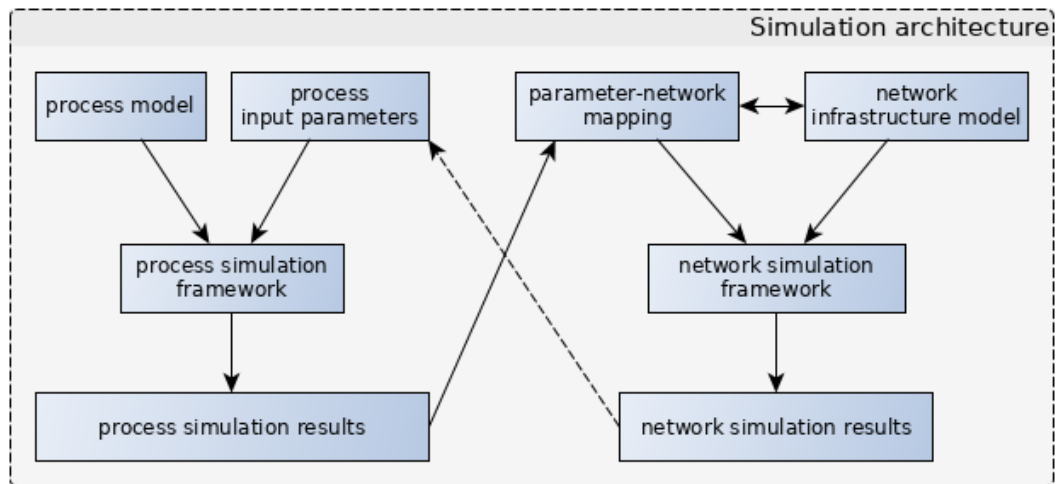 Simulation architecture
process model
process
input parameters
parameter-network
mapping
network
infrastructure model
process simulation
framework
network simulation
framework
process simulation results
network simulation results